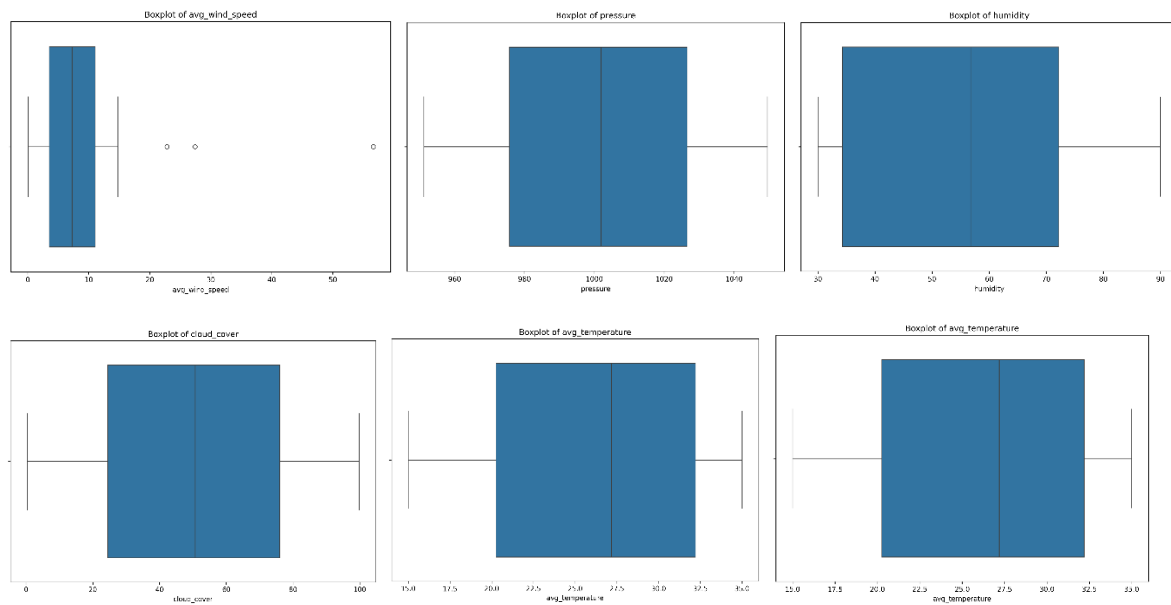 Boxplot of avg_wind_speed
0 10 20 30 40 50
avg_wind_speed
Boxplot of pressure
960 980 1000 1020 1040
pressure
Boxplot of humidity
30 40 50 60 70 80 90
humidity
Boxplot of cloud_cover
0 20 40 60 80 100
cloud_cover
Boxplot of avg_temperature
15.0 17.5 20.0 22.5 25.0 27.5 30.0 32.5 35.0
avg_temperature
Boxplot of avg_temperature
15.0 17.5 20.0 22.5 25.0 27.5 30.0 32.5 35.0
avg_temperature